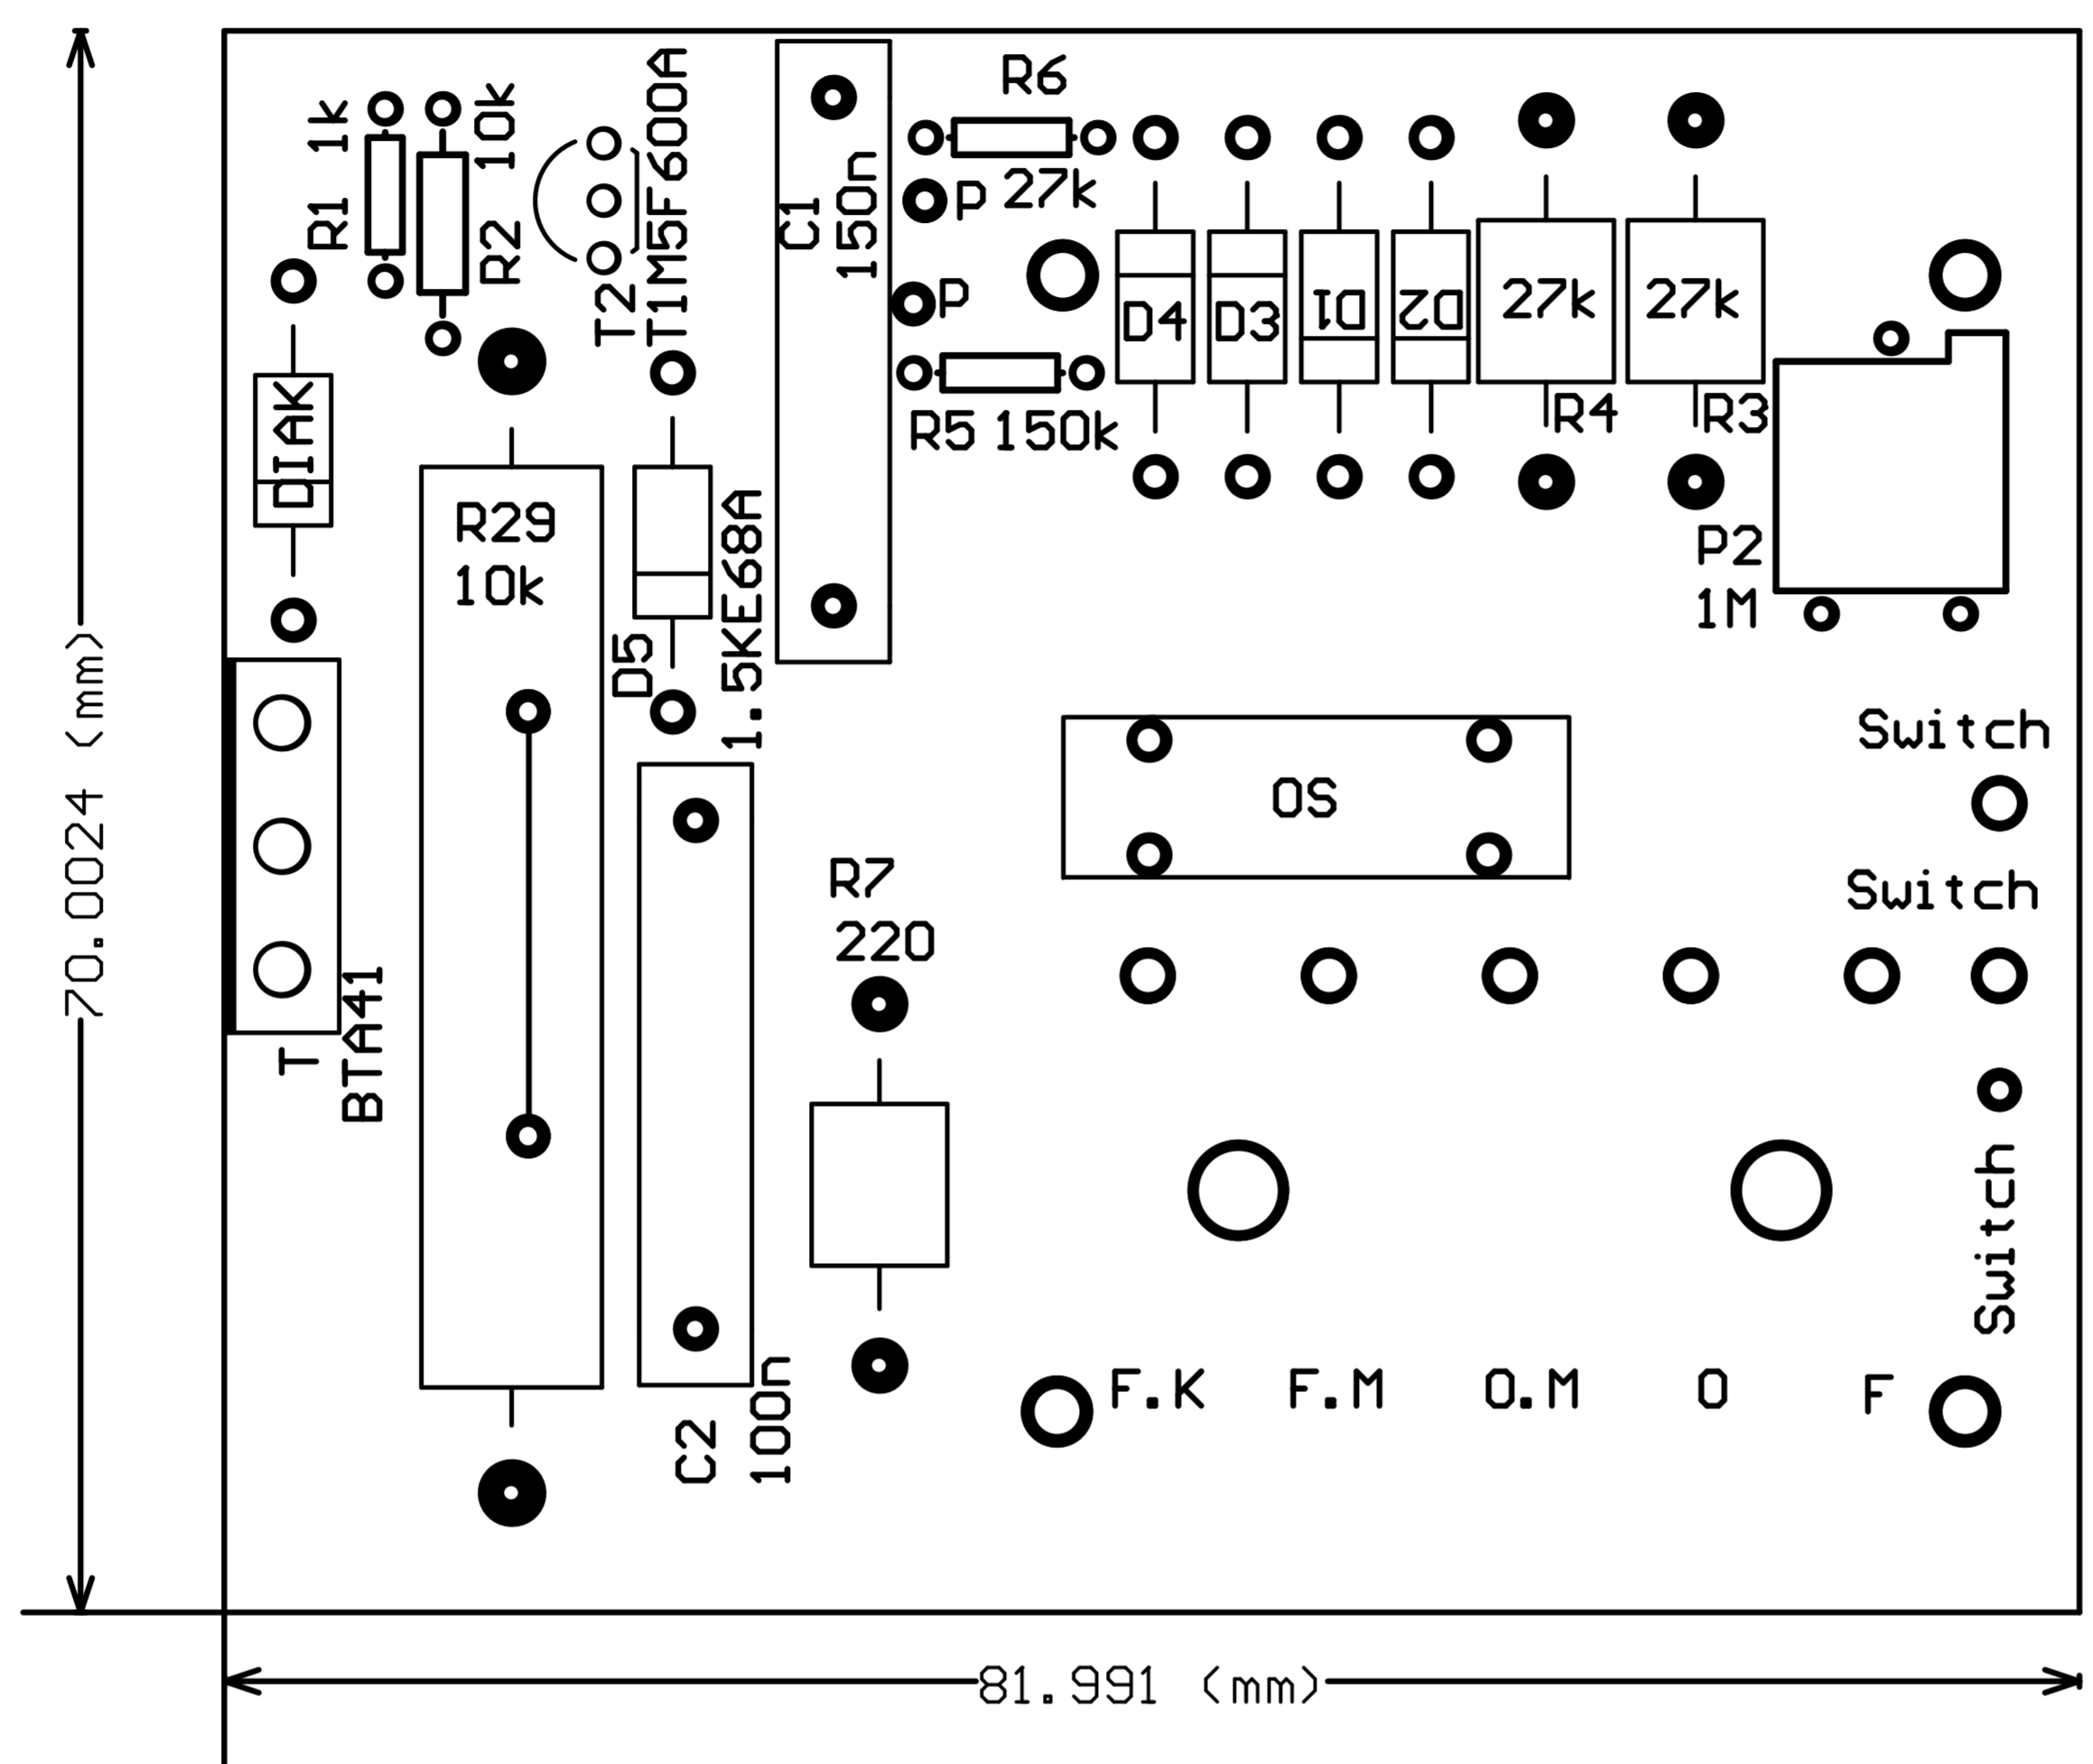 R6
27k
P
P
R5 150k
R1 1k
R2 10k
T2
T1M5F600A
C1
150n
D4
D3
D1
D2
27k
27k
R4
R3
DIAK
R29
10k
D5
1.5KE68A
P2
1M
70.0024 (mm)
Switch
OS
Switch
R7
220
T
BTA41
Switch
C2
100n
F.K
F.M
O.M
O
F
81.991 (mm)